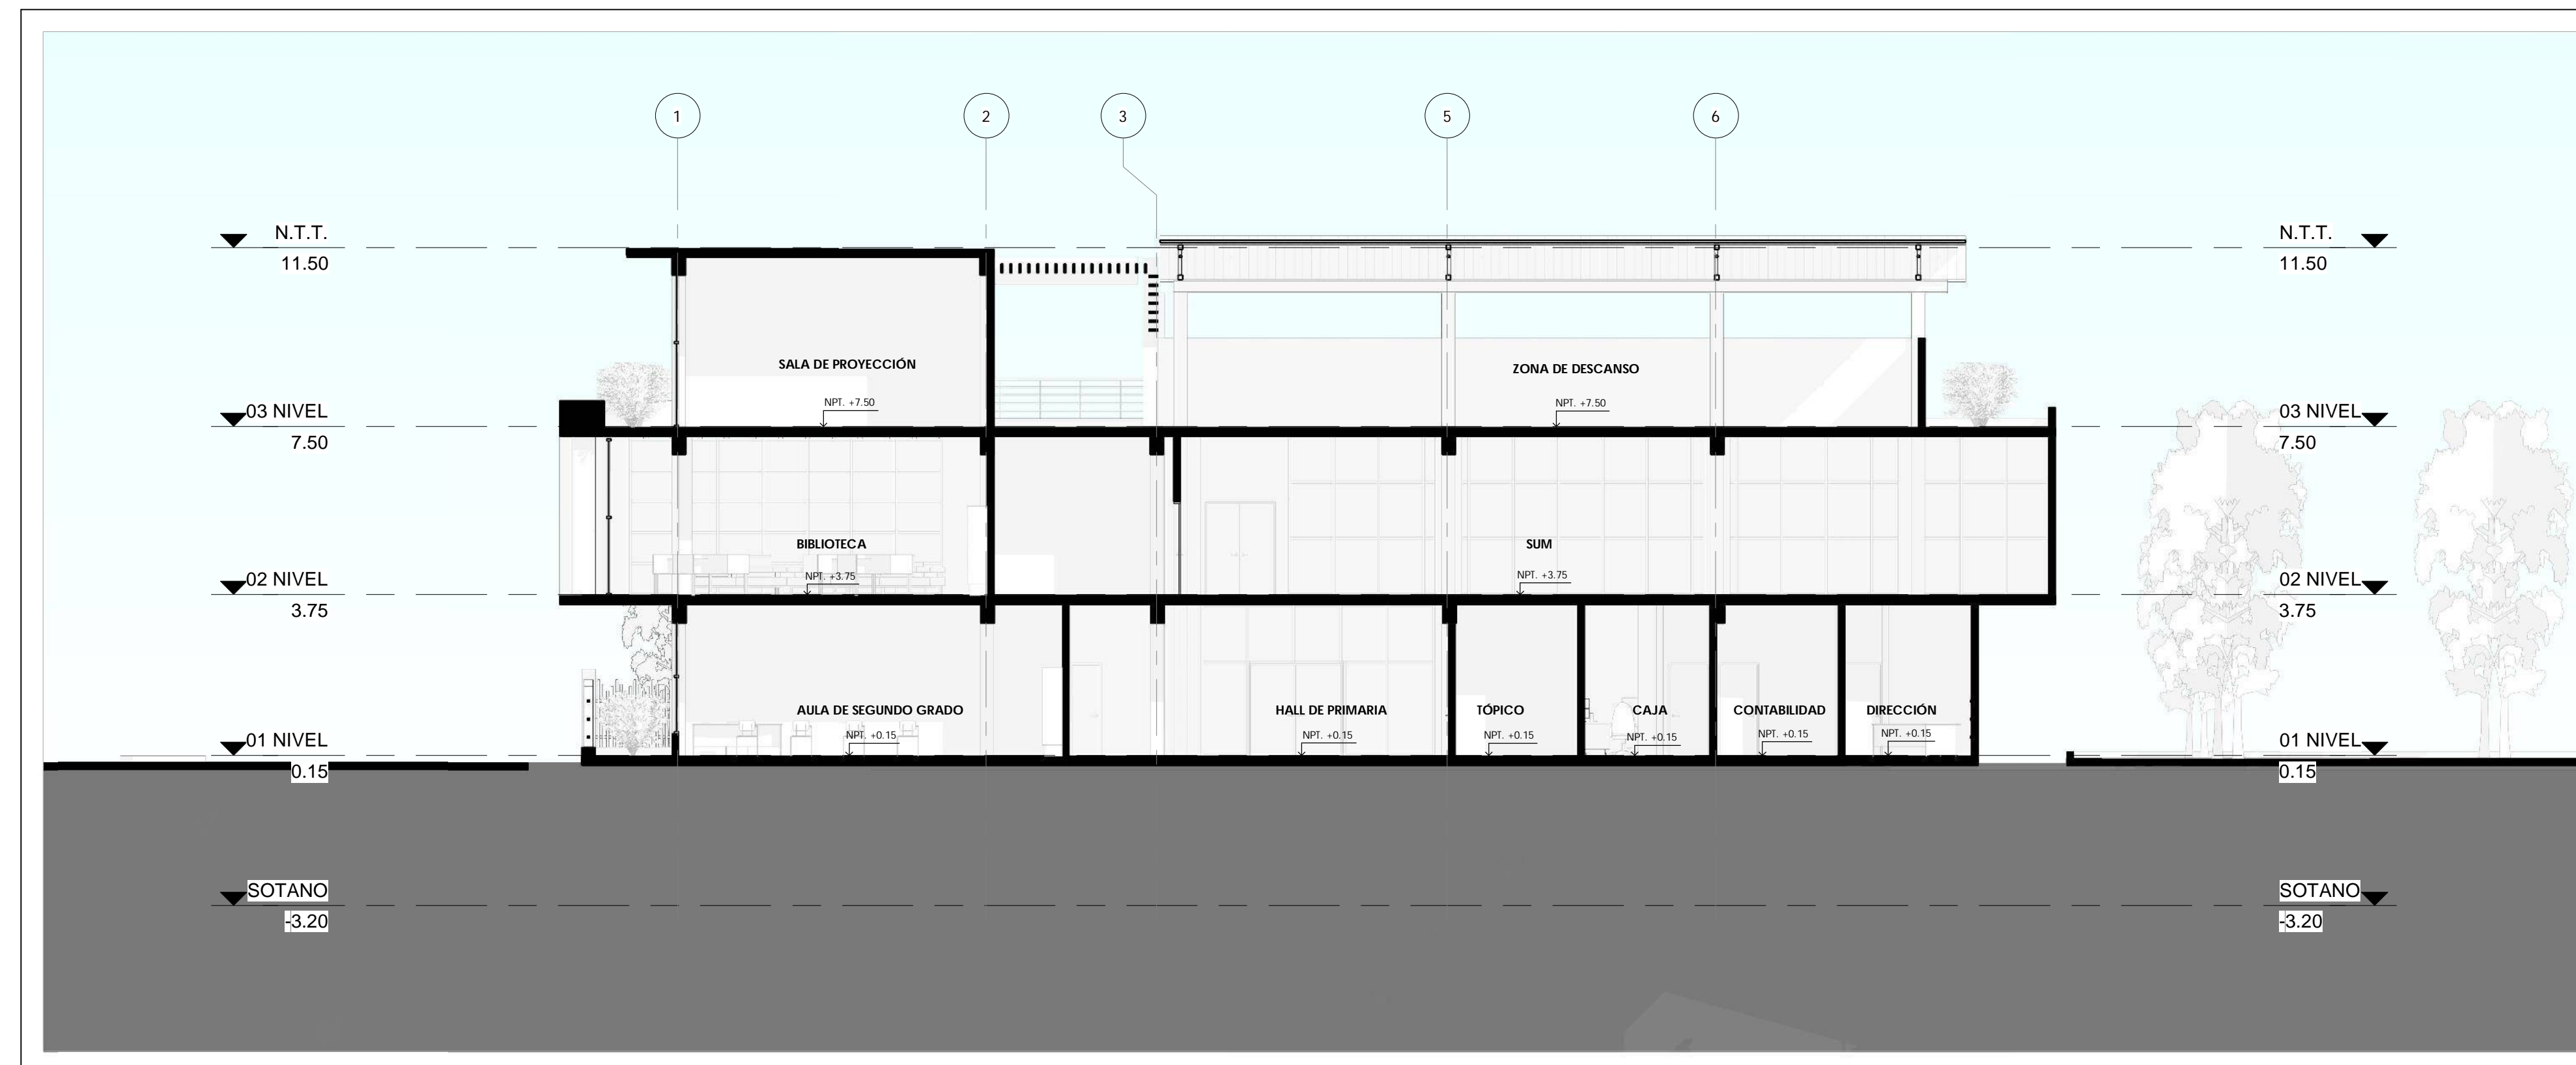 1
2
3
5
6
N.T.T.
11.50
N.T.T.
11.50
SALA DE PROYECCIÓN
NPT. +7.50
ZONA DE DESCANSO
NPT. +7.50
03 NIVEL
7.50
03 NIVEL
7.50
BIBLIOTECA
NPT. +3.75
SUM
NPT. +3.75
02 NIVEL
3.75
02 NIVEL
3.75
AULA DE SEGUNDO GRADO
NPT. +0.15
HALL DE PRIMARIA
NPT. +0.15
TÓPICO
NPT. +0.15
CAJA
NPT. +0.15
CONTABILIDAD
NPT. +0.15
DIRECCIÓN
NPT. +0.15
01 NIVEL
0.15
01 NIVEL
0.15
SOTANO
-3.20
SOTANO
-3.20